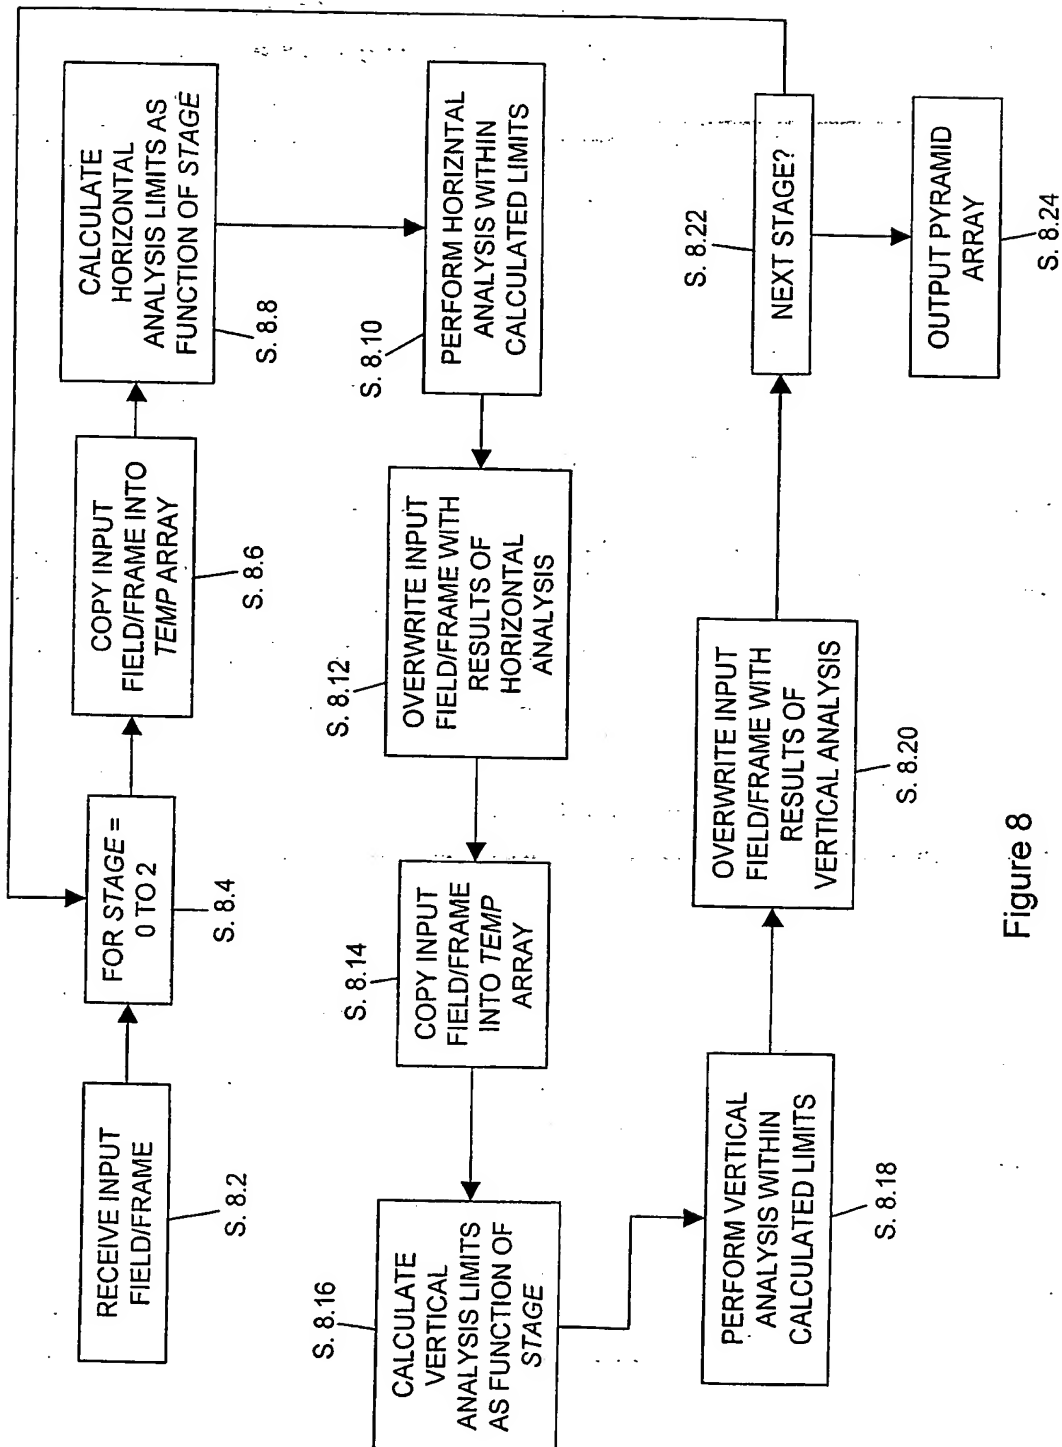 RECEIVE INPUT
FIELD/FRAME
S. 8.2
FOR STAGE =
0 TO 2
S. 8.4
COPY INPUT
FIELD/FRAME INTO
TEMP ARRAY
S. 8.6
CALCULATE
HORIZONTAL
ANALYSIS LIMITS AS
FUNCTION OF STAGE
S. 8.8
S. 8.10
PERFORM HORIZNTAL
ANALYSIS WITHIN
CALCULATED LIMITS
S. 8.12
OVERWRITE INPUT
FIELD/FRAME WITH
RESULTS OF
HORIZONTAL
ANALYSIS
S. 8.14
COPY INPUT
FIELD/FRAME
INTO TEMP
ARRAY
S. 8.16
CALCULATE
VERTICAL
ANALYSIS LIMITS
AS FUNCTION OF
STAGE
PERFORM VERTICAL
ANALYSIS WITHIN
CALCULATED LIMITS
S. 8.18
OVERWRITE INPUT
FIELD/FRAME WITH
RESULTS OF
VERTICAL ANALYSIS
S. 8.20
S. 8.22
NEXT STAGE?
OUTPUT PYRAMID
ARRAY
S. 8.24
Figure 8